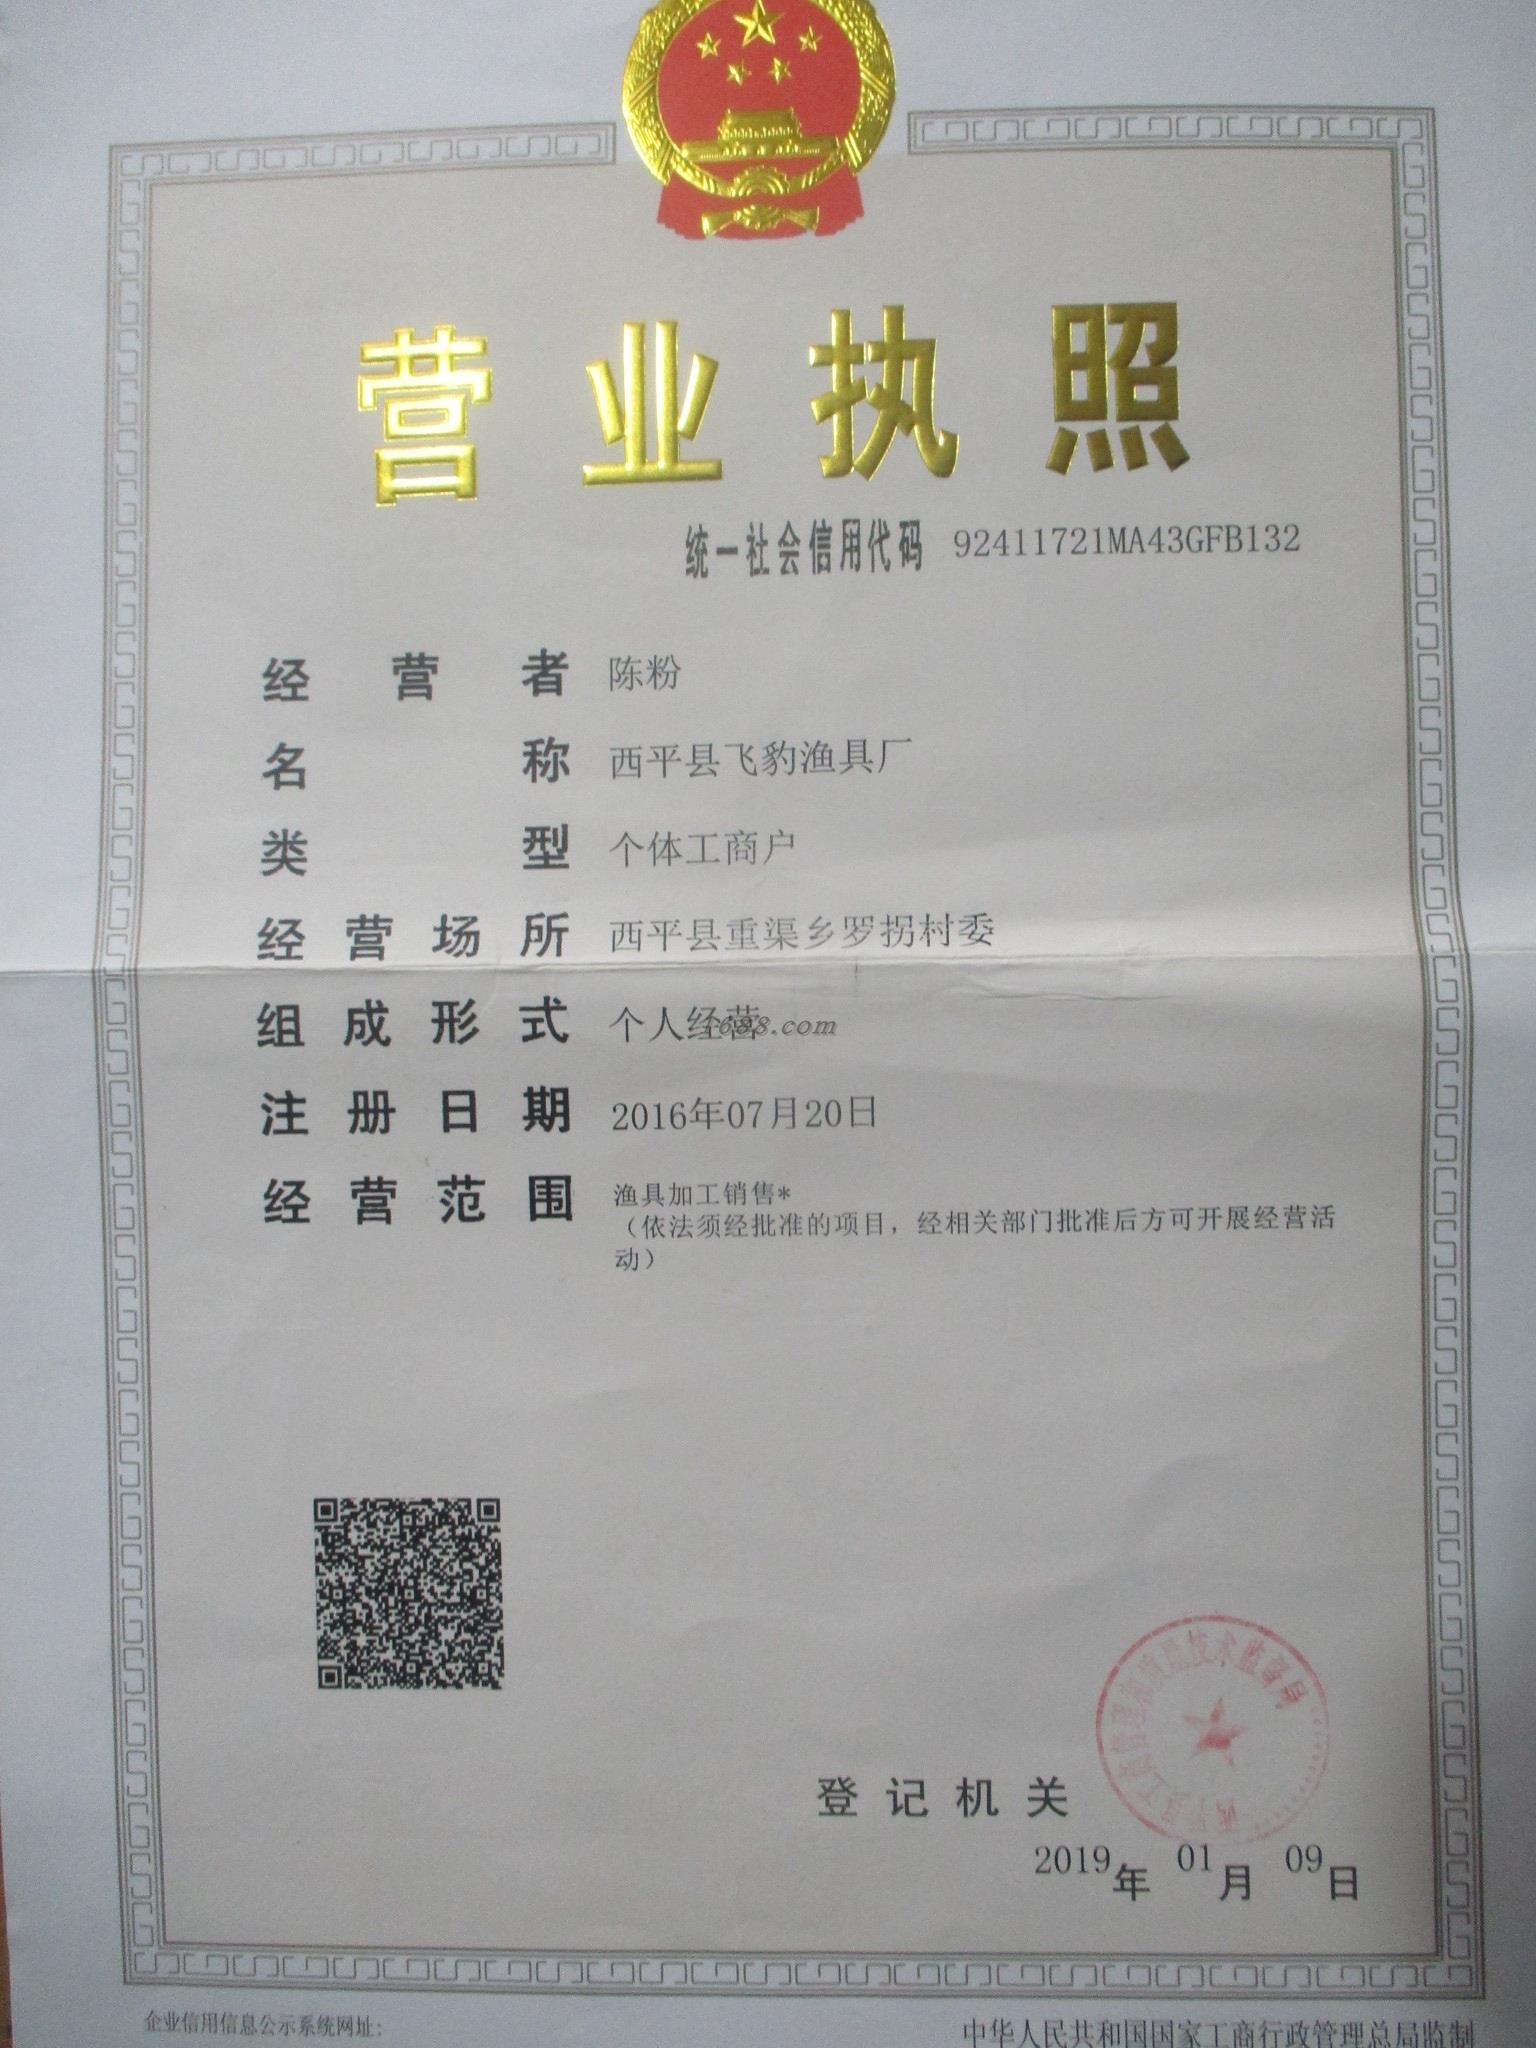 营业执照
统一社会信用代码 92411721MA43GFB132
经营者 陈粉
名称 西平县飞豹渔具厂
类型 个体工商户
经营场所 西平县重渠乡罗拐村委
组成形式 个人经营
1688.com
注册日期 2016年07月20日
经营范围 渔具加工销售*
（依法须经批准的项目，经相关部门批准后方可开展经营活
动）
技术监督局
登记机关
2019年 01月 09日
企业信用信息公示系统网址：
中华人民共和国国家工商行政管理总局监制